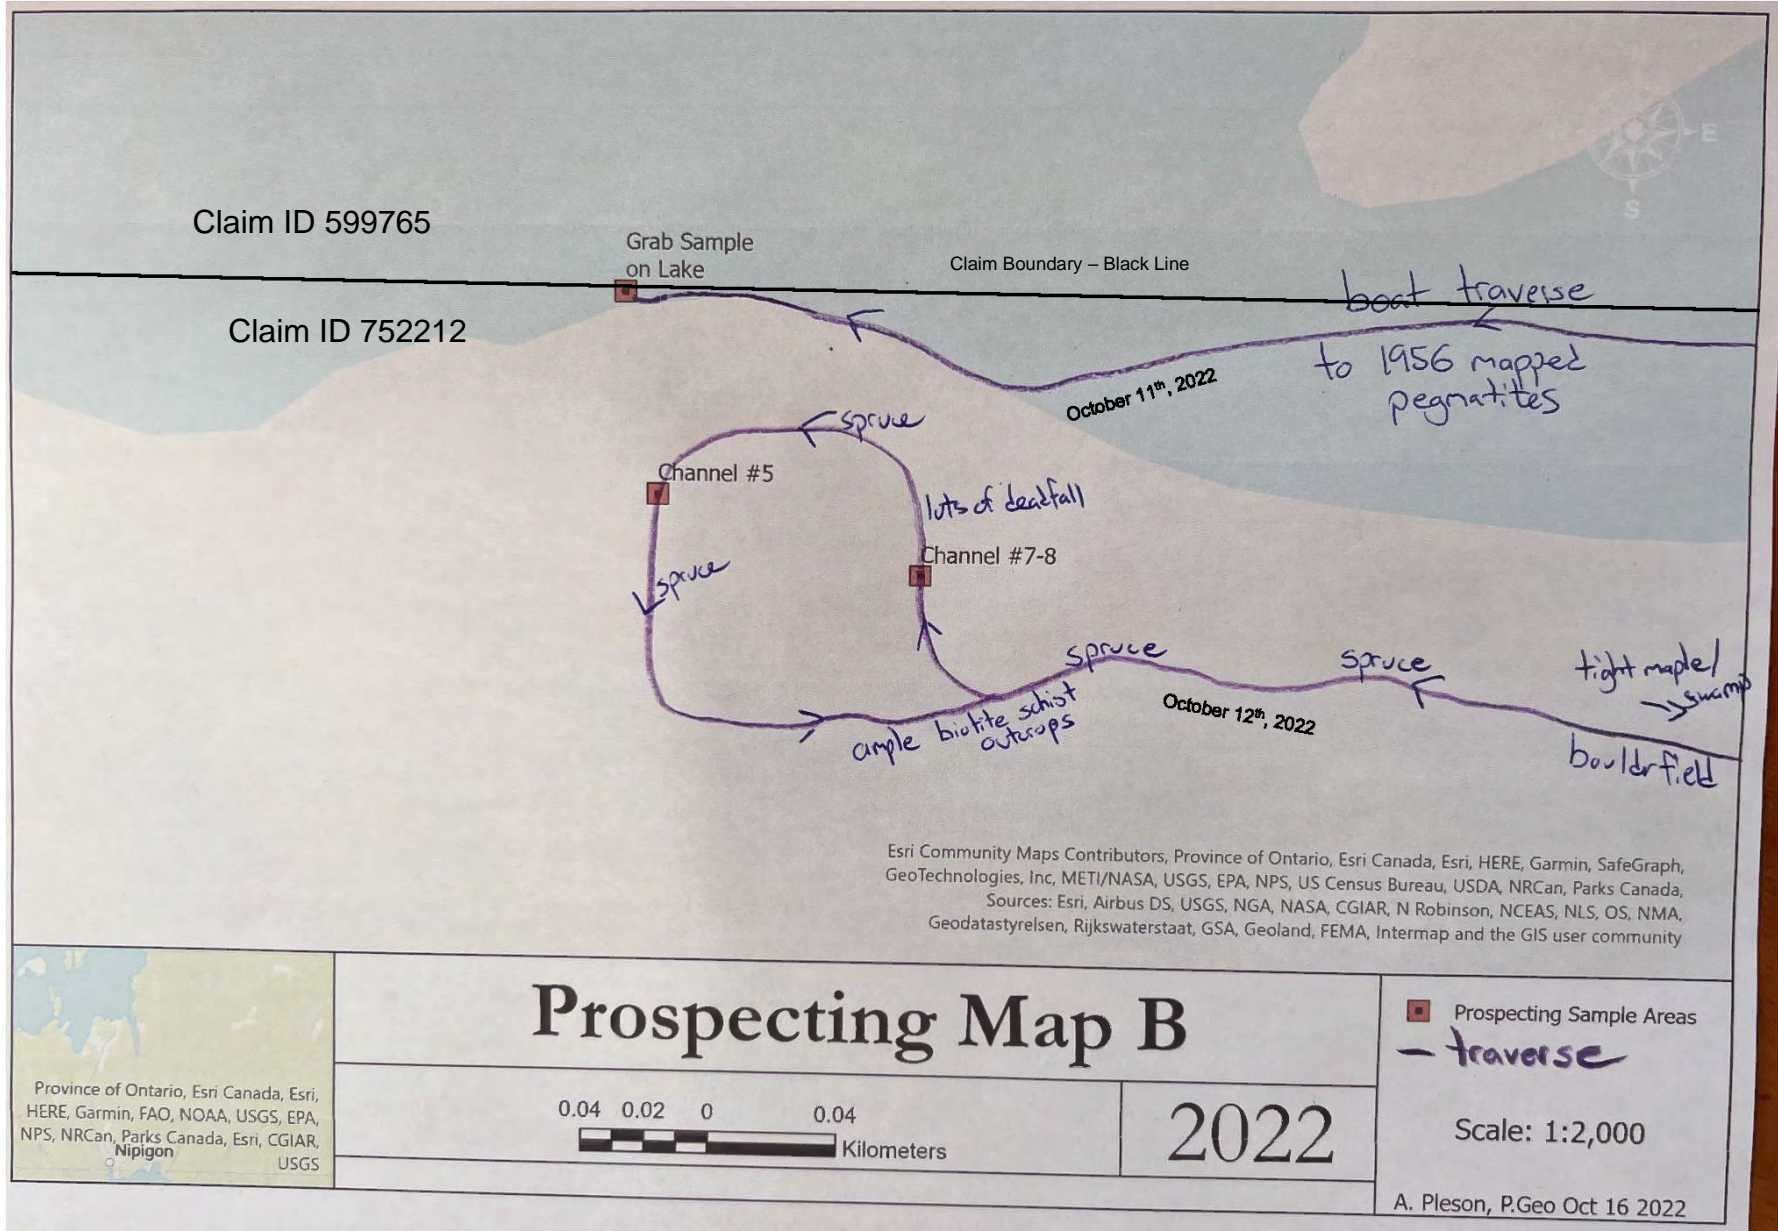 E
S
Claim ID 599765
Grab Sample
on Lake
Claim Boundary – Black Line
boat traverse
Claim ID 752212
to 1956 mapped
pegmatites
October 11th, 2022
spruce
Channel #5
lots of deadfall
Channel #7-8
spruce
spruce
spruce
tight maple/
swamp
October 12th, 2022
ample biotite schist
outcrops
bouldrfield
Esri Community Maps Contributors, Province of Ontario, Esri Canada, Esri, HERE, Garmin, SafeGraph,
GeoTechnologies, Inc, METI/NASA, USGS, EPA, NPS, US Census Bureau, USDA, NRCan, Parks Canada,
Sources: Esri, Airbus DS, USGS, NGA, NASA, CGIAR, N Robinson, NCEAS, NLS, OS, NMA,
Geodatastyrelsen, Rijkswaterstaat, GSA, Geoland, FEMA, Intermap and the GIS user community
Province of Ontario, Esri Canada, Esri,
HERE, Garmin, FAO, NOAA, USGS, EPA,
NPS, NRCan, Parks Canada, Esri, CGIAR,
USGS
Nipigon
Prospecting Map B
0.04 0.02 0 0.04
Kilometers
2022
Prospecting Sample Areas
traverse
Scale: 1:2,000
A. Pleson, P.Geo Oct 16 2022